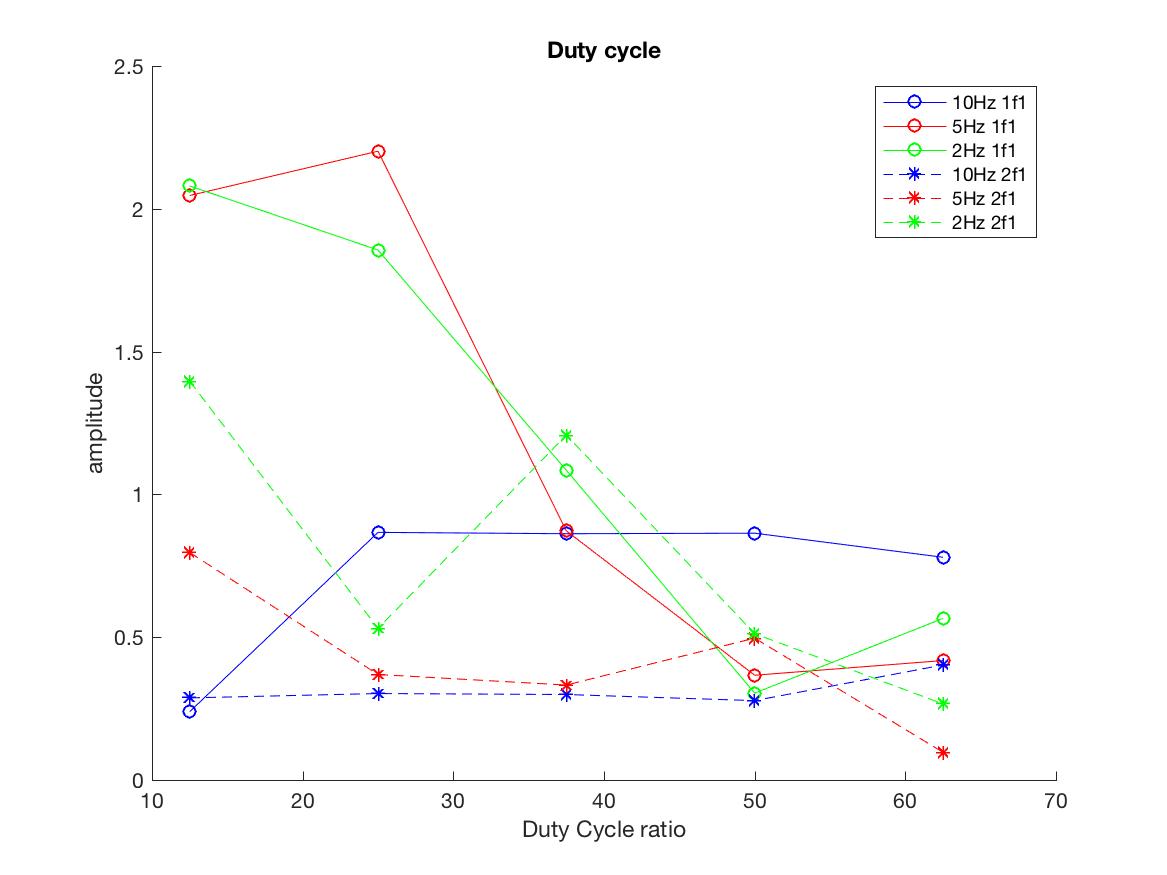 Duty cycle
2.5
2
1.5
1
0.5
0
amplitude
10Hz 1f1
5Hz 1f1
2Hz 1f1
10Hz 2f1
5Hz 2f1
2Hz 2f1
10 20 30 40 50 60 70
Duty Cycle ratio